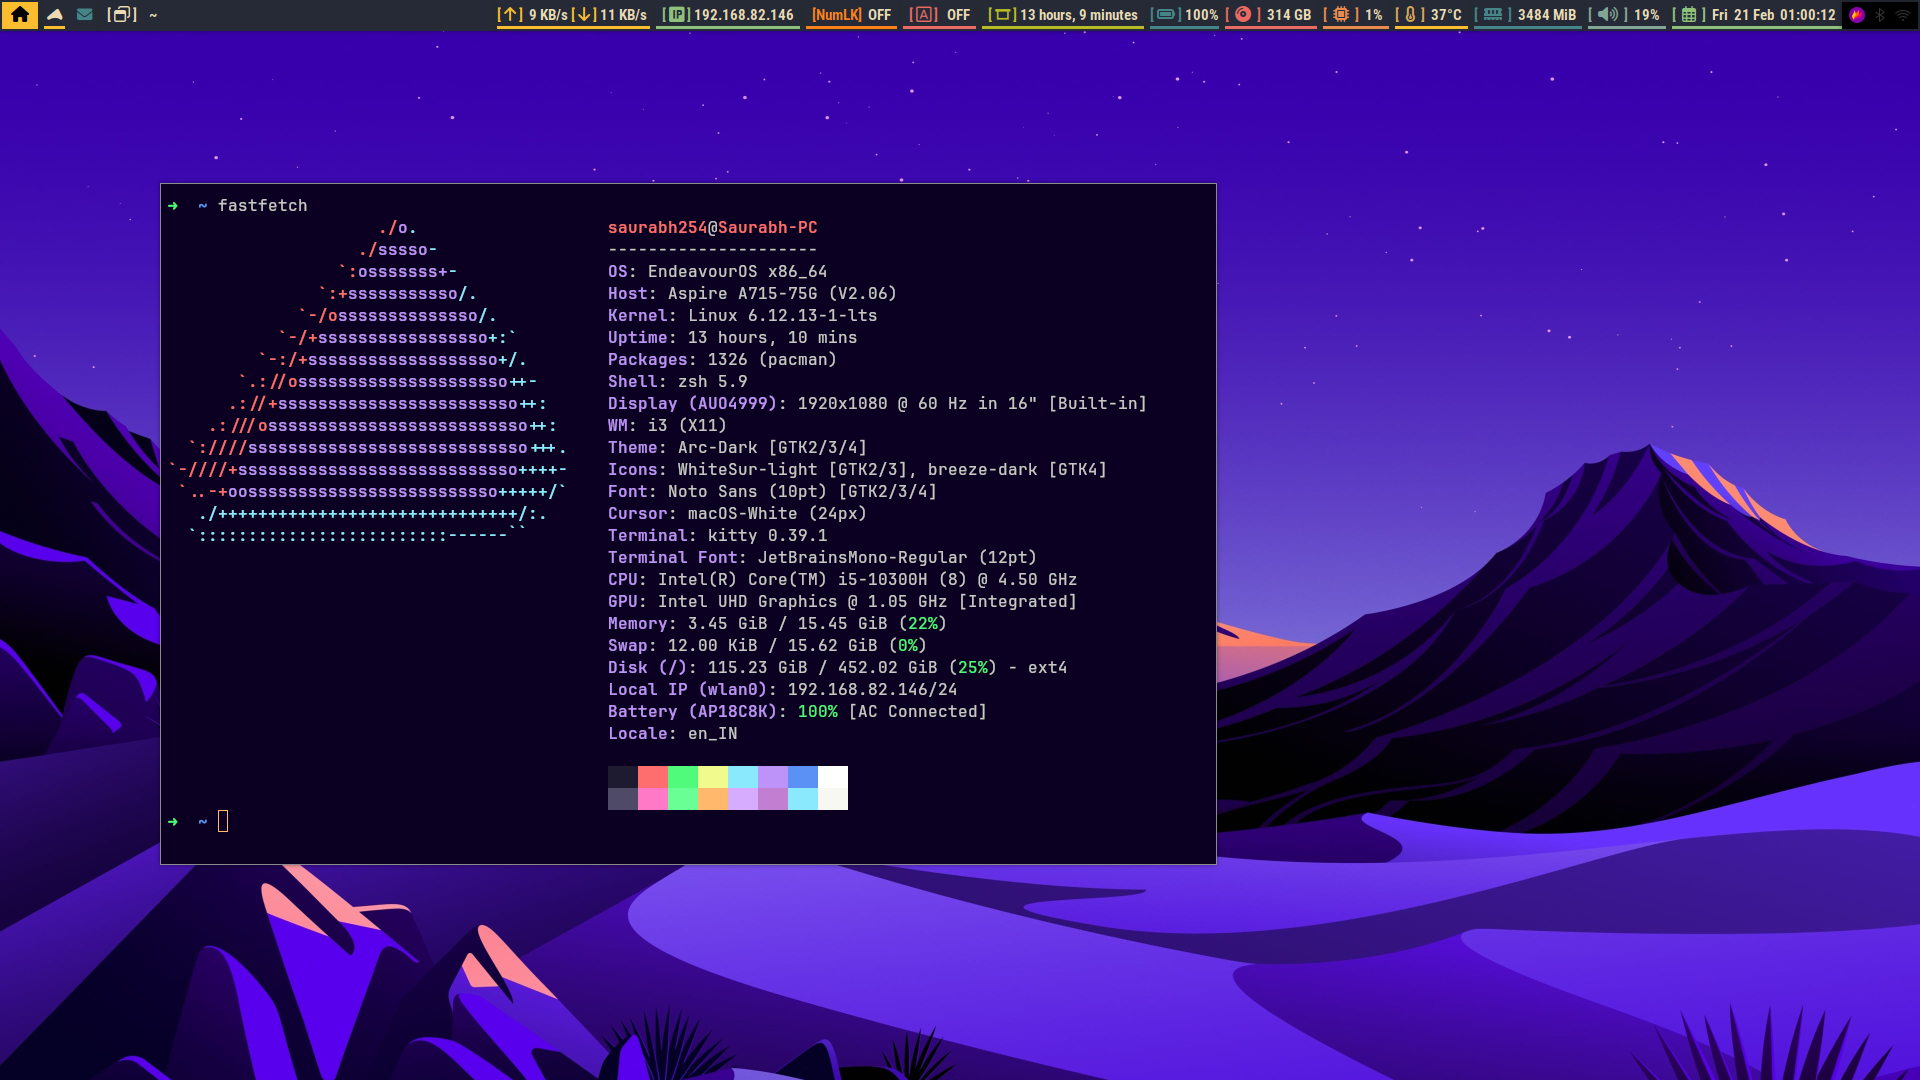 [ ] ~ [↑] 9 KB/s [↓] 11 KB/s [IP] 192.168.82.146 [NumLK] OFF [A] OFF [ ] 13 hours, 9 minutes [ ] 100% [ ] 314 GB [ ] 1% [ ] 37°C [ ] 3484 MiB [ ] 19% [ ] Fri 21 Feb 01:00:12
➜ ~ fastfetch
./o.
./sssso-
`:osssssss+-
`:+sssssssssso/.
`-/ossssssssssssso/.
`-/+sssssssssssssssso+:`
`-:/+sssssssssssssssssso+/.
`.://osssssssssssssssssssso++-
.://+ssssssssssssssssssssssso++:
.:///ossssssssssssssssssssssssso++:
`:////ssssssssssssssssssssssssssso+++.
`-////+ssssssssssssssssssssssssssso++++-
`..-+oosssssssssssssssssssssssso+++++/`
./++++++++++++++++++++++++++++++/:.
`:::::::::::::::::::::::::------``
saurabh254@Saurabh-PC
---------------------
OS: EndeavourOS x86_64
Host: Aspire A715-75G (V2.06)
Kernel: Linux 6.12.13-1-lts
Uptime: 13 hours, 10 mins
Packages: 1326 (pacman)
Shell: zsh 5.9
Display (AUO4999): 1920x1080 @ 60 Hz in 16" [Built-in]
WM: i3 (X11)
Theme: Arc-Dark [GTK2/3/4]
Icons: WhiteSur-light [GTK2/3], breeze-dark [GTK4]
Font: Noto Sans (10pt) [GTK2/3/4]
Cursor: macOS-White (24px)
Terminal: kitty 0.39.1
Terminal Font: JetBrainsMono-Regular (12pt)
CPU: Intel(R) Core(TM) i5-10300H (8) @ 4.50 GHz
GPU: Intel UHD Graphics @ 1.05 GHz [Integrated]
Memory: 3.45 GiB / 15.45 GiB (22%)
Swap: 12.00 KiB / 15.62 GiB (0%)
Disk (/): 115.23 GiB / 452.02 GiB (25%) - ext4
Local IP (wlan0): 192.168.82.146/24
Battery (AP18C8K): 100% [AC Connected]
Locale: en_IN
➜ ~